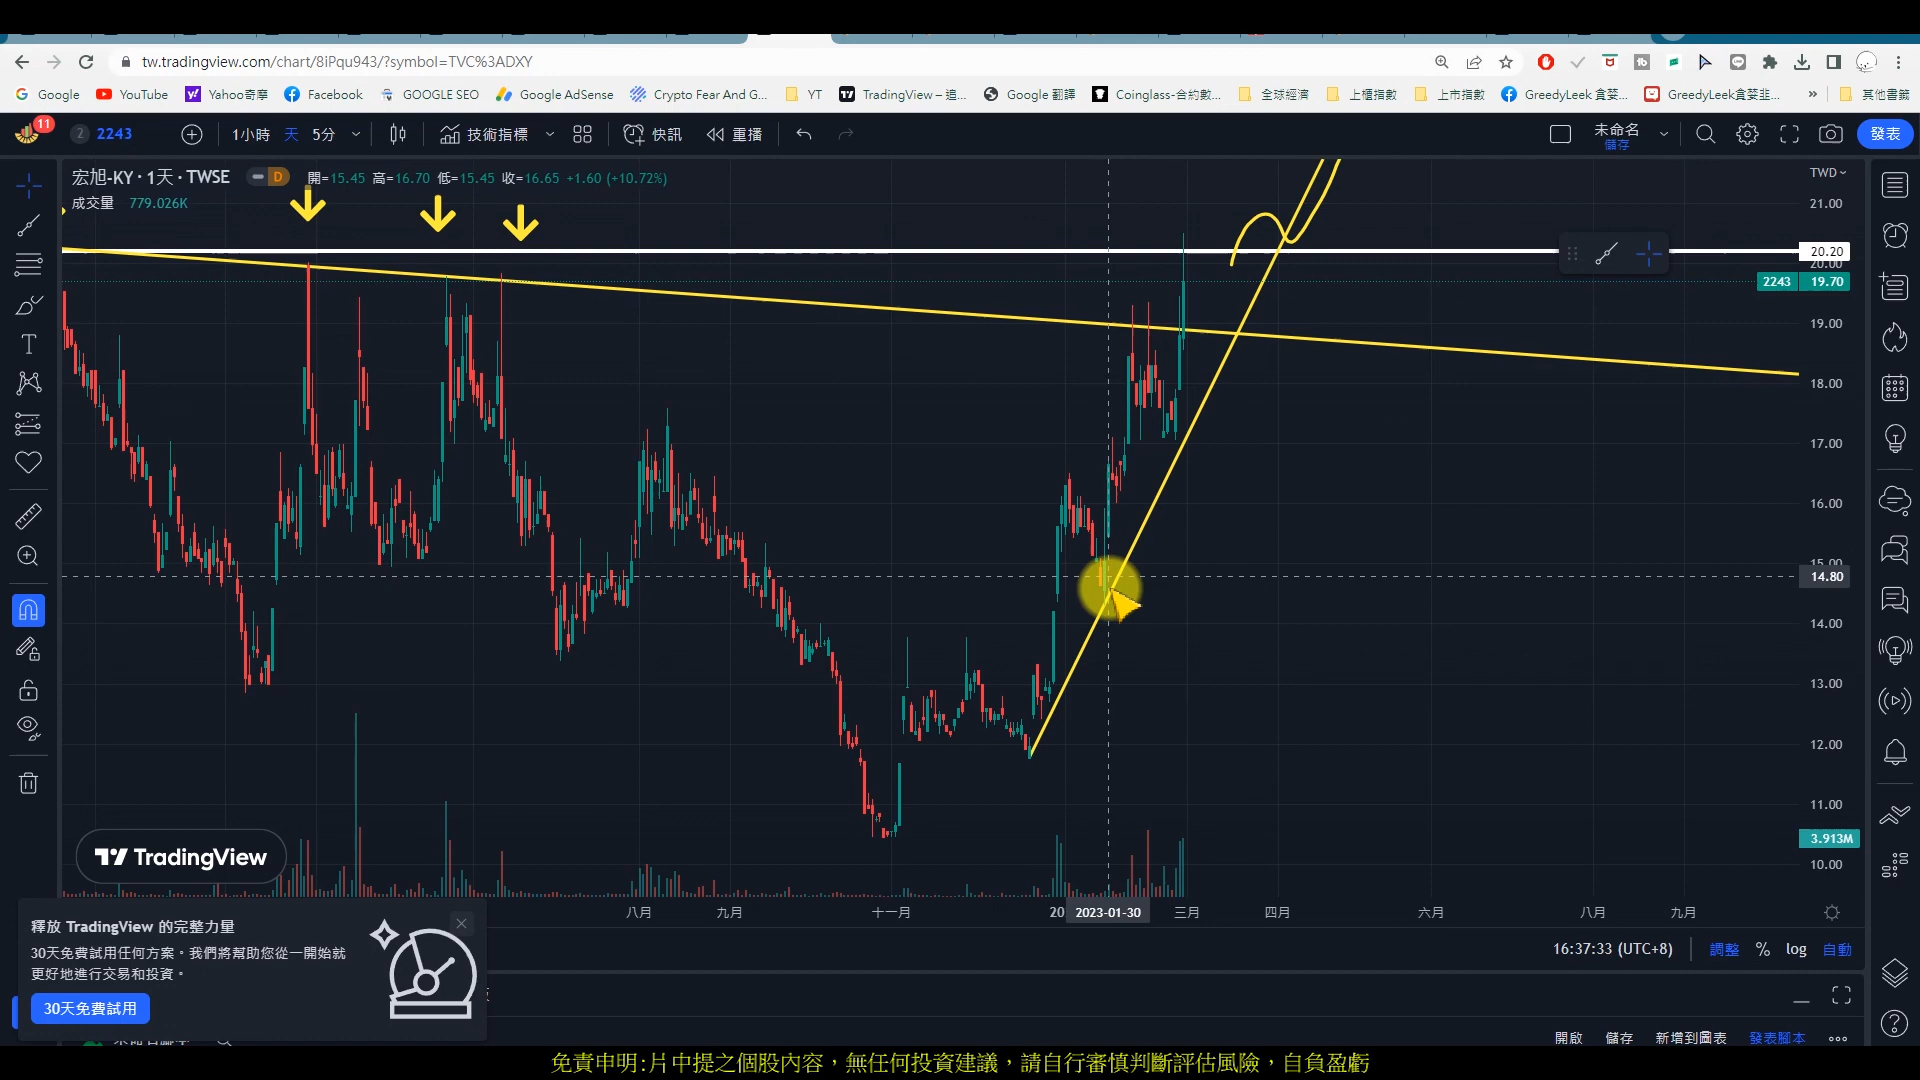 tw.tradingview.com/chart/8iPqu943/?symbol=TVC%3ADXY
Google YouTube Yahoo奇摩 Facebook GOOGLE SEO Google AdSense Crypto Fear And G... YT TradingView – 追... Google 翻譯 Coinglass-合約數... 全球經濟 上櫃指數 上市指數 GreedyLeek 貪婪... GreedyLeek貪婪韭... » 其他書籤
11 2 2243 1小時 天 5分 技術指標 快訊 重播 未命名 儲存 發表
宏旭-KY · 1天 · TWSE D 開=15.45 高=16.70 低=15.45 收=16.65 +1.60 (+10.72%)
成交量 779.026K
TWD
21.00
20.20
20.00
2243 19.70
19.00
18.00
17.00
16.00
15.00
14.80
14.00
13.00
12.00
11.00
3.913M
10.00
TradingView
八月 九月 十一月 20 2023-01-30 三月 四月 六月 八月 九月
釋放 TradingView 的完整力量
30天免費試用任何方案。我們將幫助您從一開始就
更好地進行交易和投資。
30天免費試用
16:37:33 (UTC+8) 調整 % log 自動
開啟 儲存 新增到圖表 發表腳本
免責申明:片中提之個股內容，無任何投資建議，請自行審慎判斷評估風險，自負盈虧